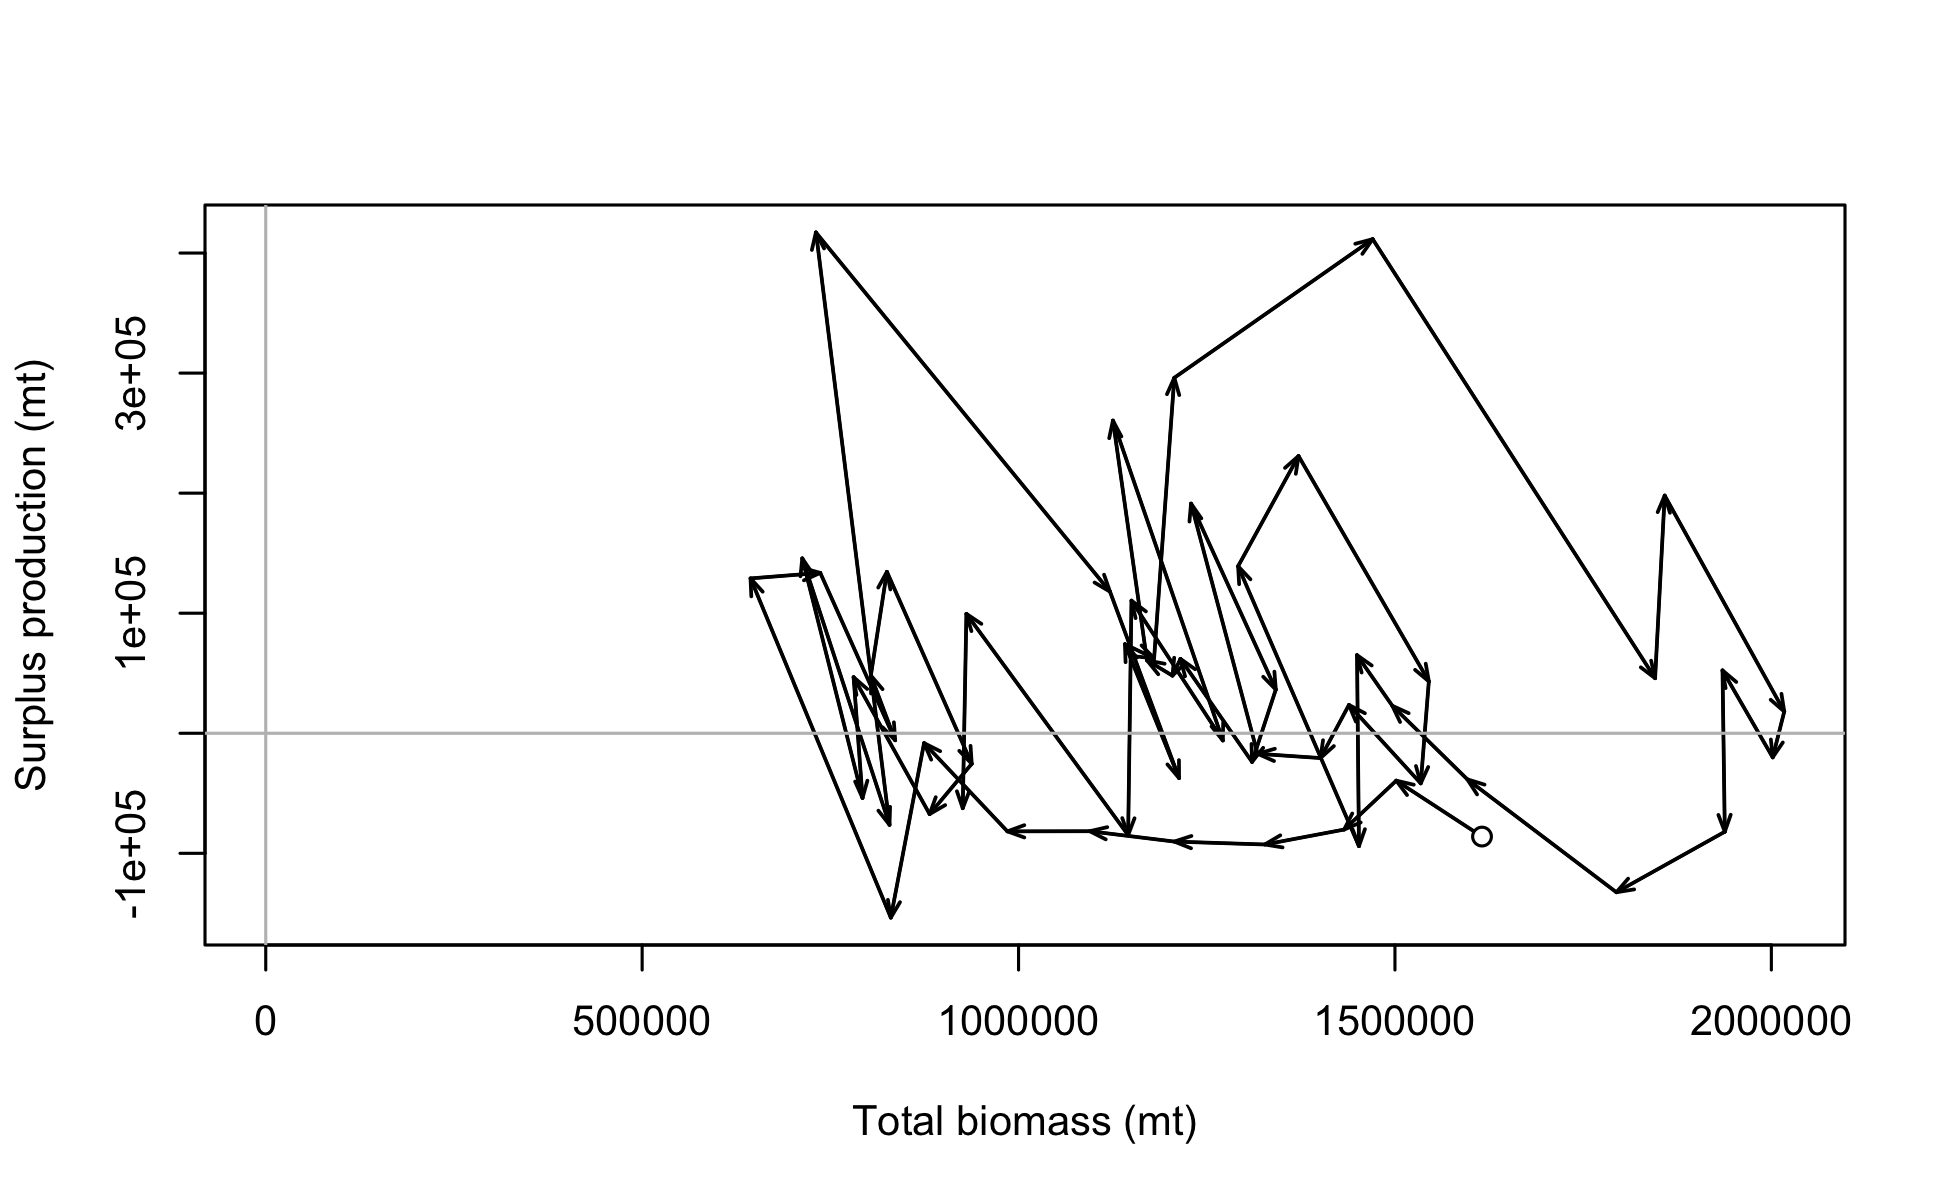 Surplus production (mt)
3e+05
1e+05
-1e+05
0 500000 1000000 1500000 2000000
Total biomass (mt)